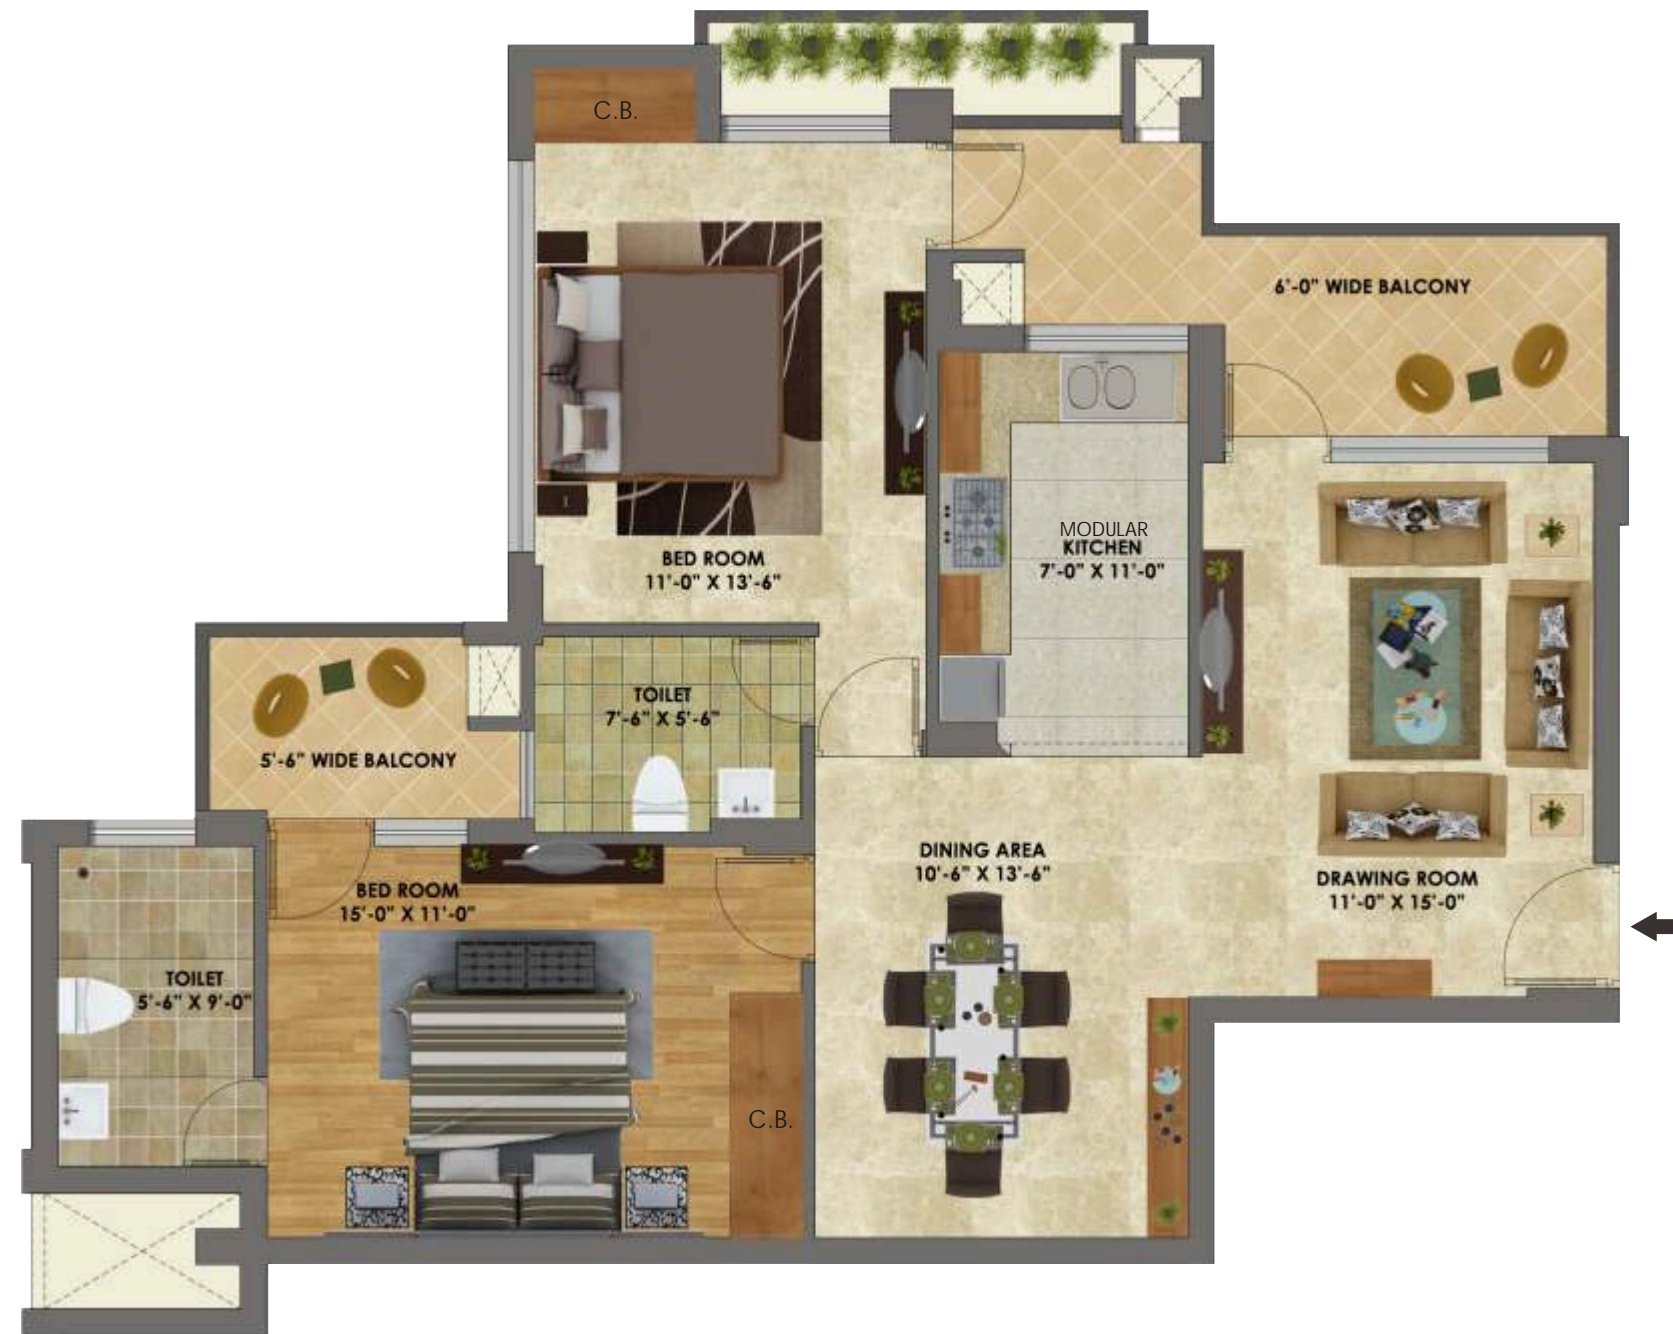 C.B.
6'-0" WIDE BALCONY
MODULAR
KITCHEN
7'-0" X 11'-0"
BED ROOM
11'-0" X 13'-6"
TOILET
7'-6" X 5'-6"
5'-6" WIDE BALCONY
DINING AREA
10'-6" X 13'-6"
DRAWING ROOM
11'-0" X 15'-0"
BED ROOM
15'-0" X 11'-0"
TOILET
5'-6" X 9'-0"
C.B.